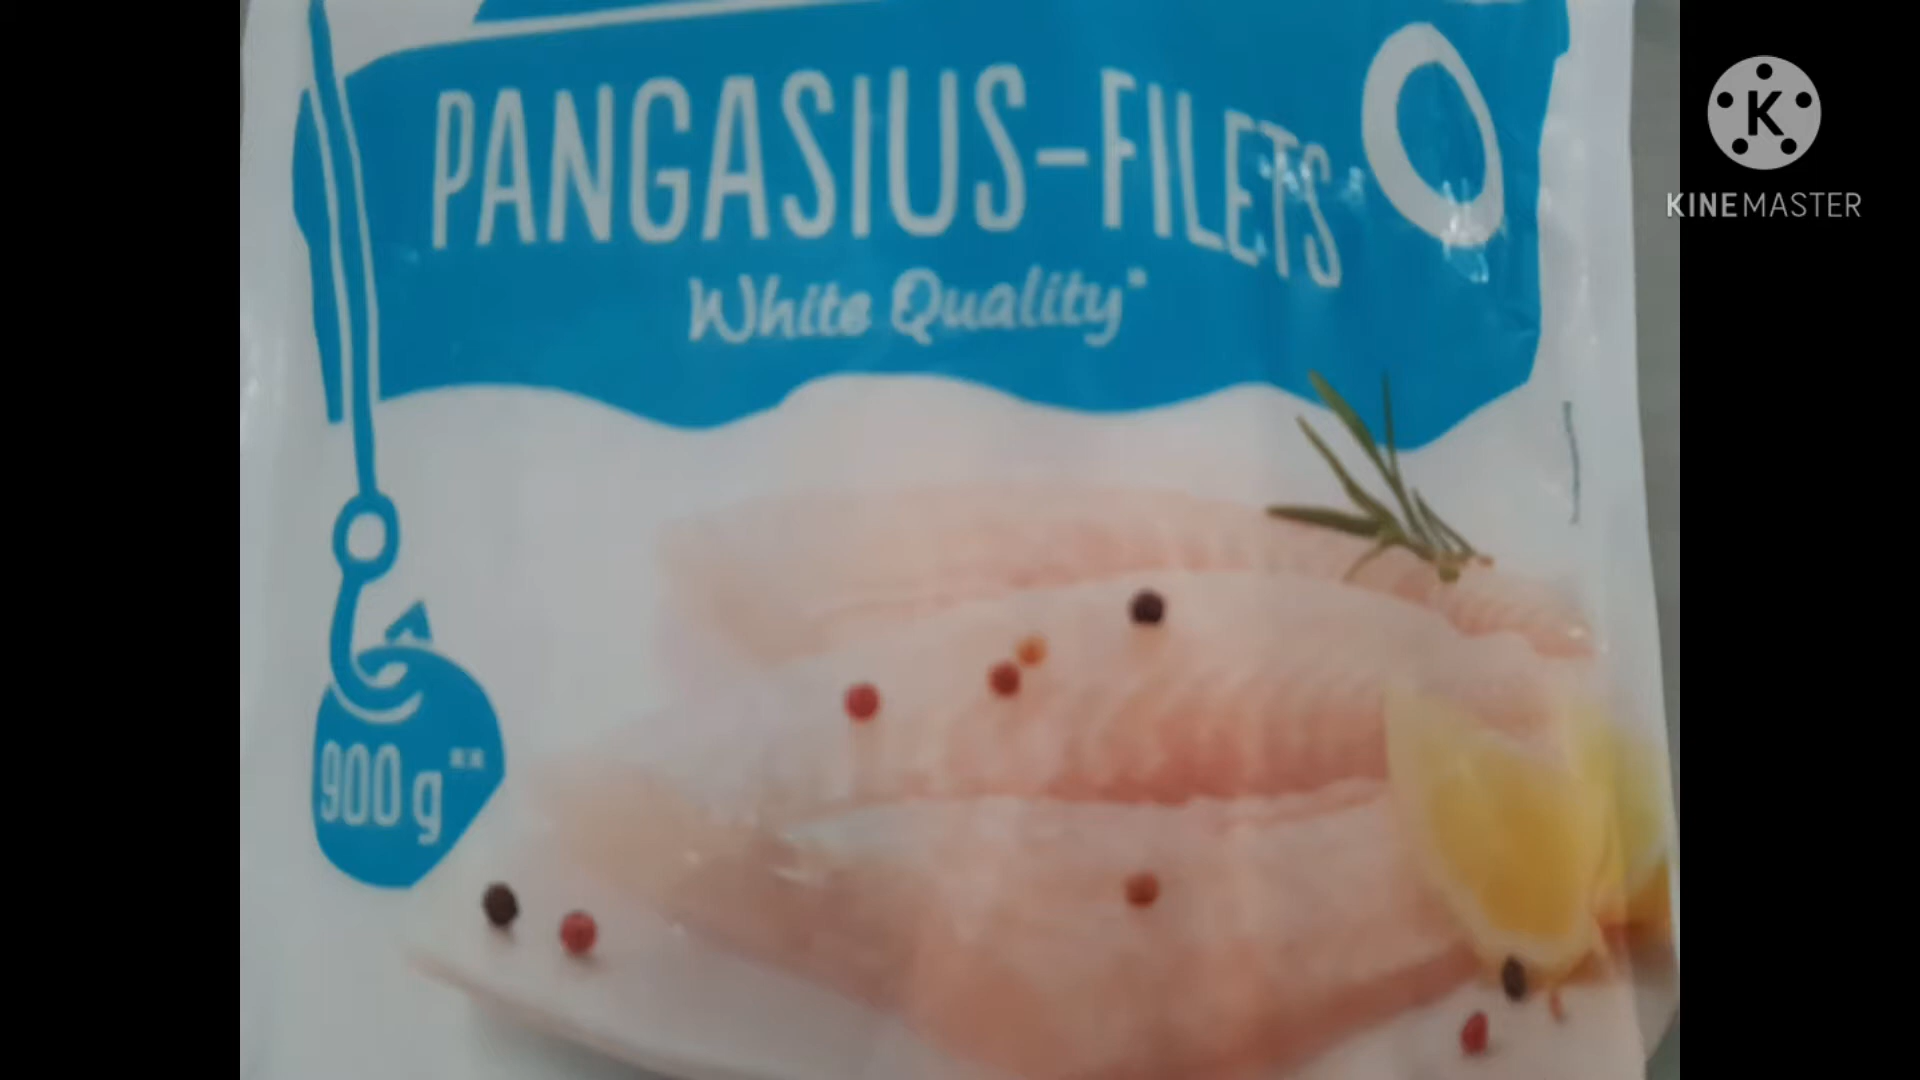 PANGASIUS-FILETS
White Quality*
900 g**
K
KINEMASTER